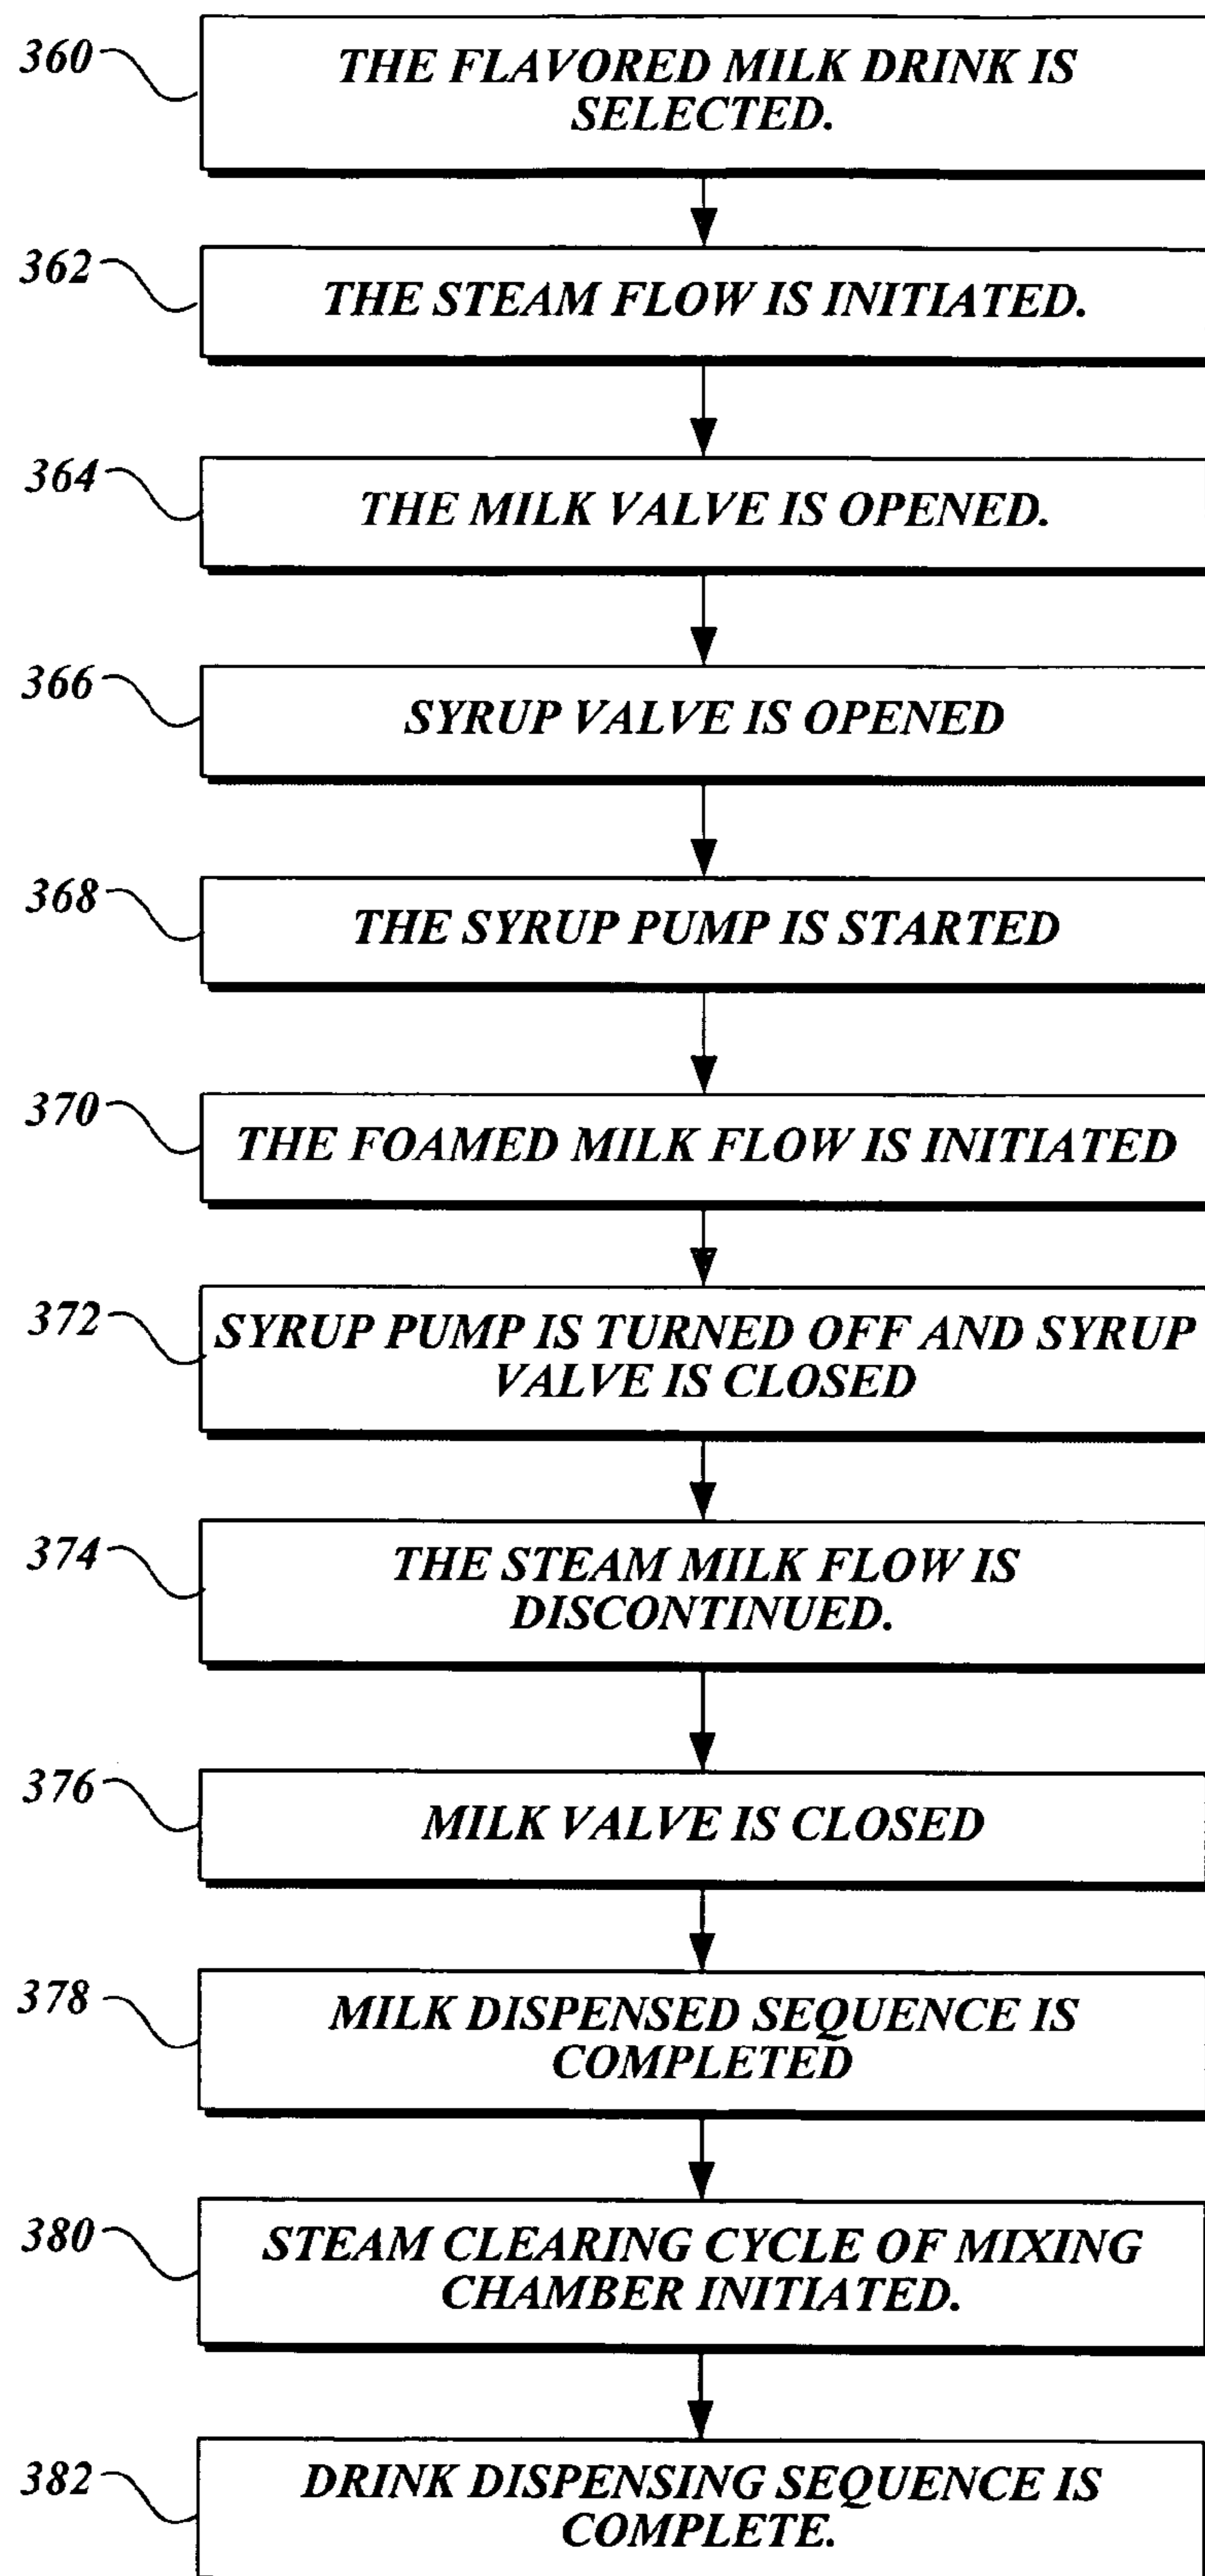 360
THE FLAVORED MILK DRINK IS
SELECTED.
362
THE STEAM FLOW IS INITIATED.
364
THE MILK VALVE IS OPENED.
366
SYRUP VALVE IS OPENED
368
THE SYRUP PUMP IS STARTED
370
THE FOAMED MILK FLOW IS INITIATED
372
SYRUP PUMP IS TURNED OFF AND SYRUP
VALVE IS CLOSED
374
THE STEAM MILK FLOW IS
DISCONTINUED.
376
MILK VALVE IS CLOSED
378
MILK DISPENSED SEQUENCE IS
COMPLETED
380
STEAM CLEARING CYCLE OF MIXING
CHAMBER INITIATED.
382
DRINK DISPENSING SEQUENCE IS
COMPLETE.